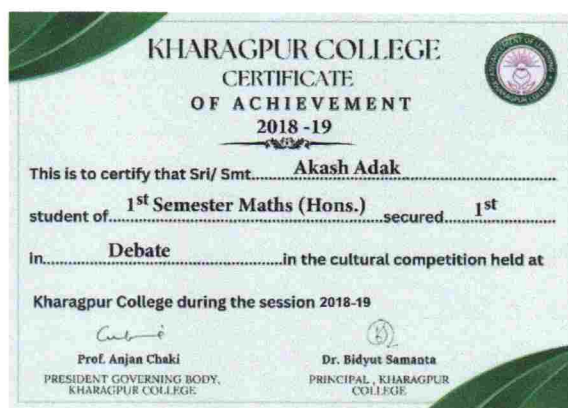 KHARAGPUR COLLEGE
CERTIFICATE
OF ACHIEVEMENT
2018 -19
This is to certify that Sri/ Smt.....Akash Adak.....
student of....1st Semester Maths (Hons.)....secured....1st....
in....Debate....in the cultural competition held at
Kharagpur College during the session 2018-19
Prof. Anjan Chaki
Dr. Bidyut Samanta
PRESIDENT GOVERNING BODY,
KHARAGPUR COLLEGE
PRINCIPAL , KHARAGPUR
COLLEGE